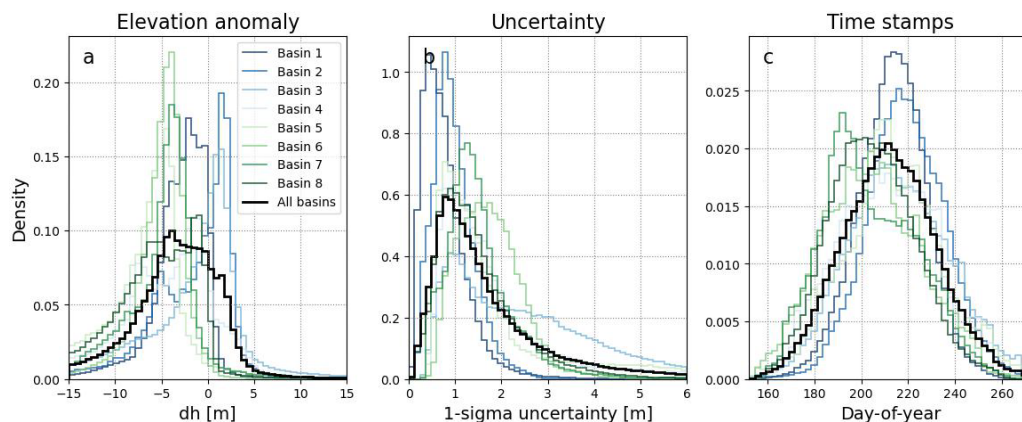 Elevation anomaly
Uncertainty
Time stamps
a
b
c
Basin 1
Basin 2
Basin 3
Basin 4
Basin 5
Basin 6
Basin 7
Basin 8
All basins
Density
0.20
0.15
0.10
0.05
0.00
−15
−10
−5
0
5
10
15
dh [m]
1.0
0.8
0.6
0.4
0.2
0.0
0
1
2
3
4
5
6
1-sigma uncertainty [m]
0.025
0.020
0.015
0.010
0.005
0.000
160
180
200
220
240
260
Day-of-year